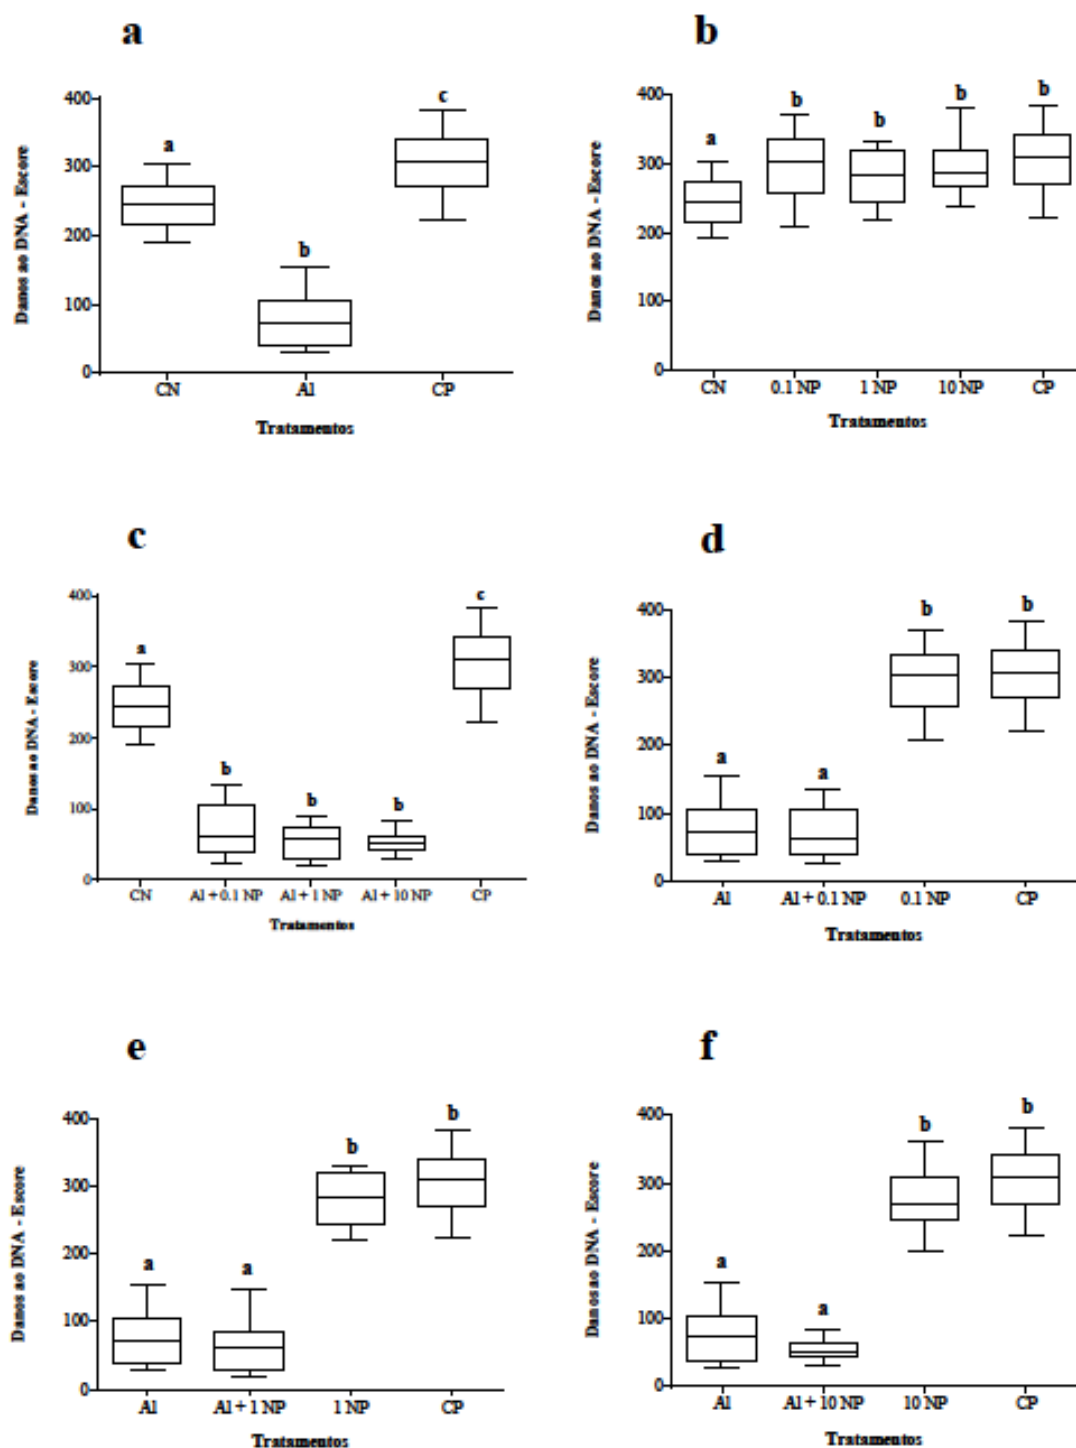 a
Danos ao DNA - Escore
400
300
200
100
0
a
b
c
CN
Al
CP
Tratamentos
b
Danos ao DNA - Escore
400
300
200
100
0
a
b
b
b
b
CN
0.1 NP
1 NP
10 NP
CP
Tratamentos
c
Danos ao DNA - Escore
400
300
200
100
0
a
b
b
b
c
CN
Al + 0.1 NP
Al + 1 NP
Al + 10 NP
CP
Tratamentos
d
Danos ao DNA - Escore
400
300
200
100
0
a
a
b
b
Al
Al + 0.1 NP
0.1 NP
CP
Tratamentos
e
Danos ao DNA - Escore
400
300
200
100
0
a
a
b
b
Al
Al + 1 NP
1 NP
CP
Tratamentos
f
Danos ao DNA - Escore
400
300
200
100
0
a
a
b
b
Al
Al + 10 NP
10 NP
CP
Tratamentos